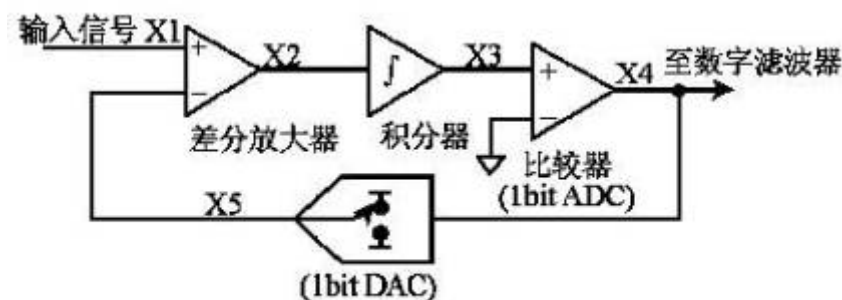 输入信号 X1
X2
X3
X4
至数字滤波器
+
−
∫
+
−
差分放大器
积分器
比较器
(1bit ADC)
X5
(1bit DAC)